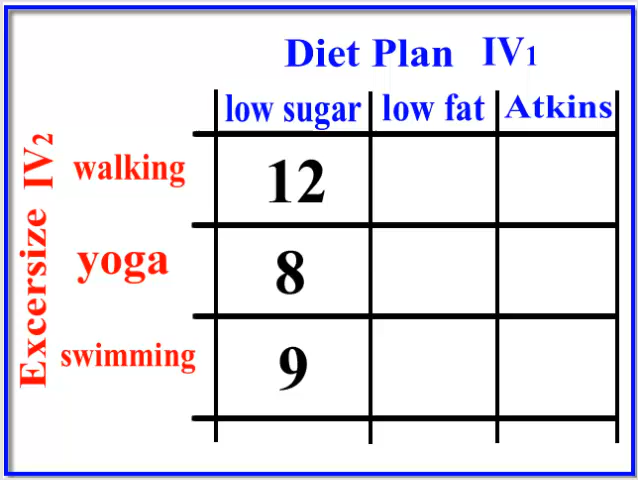 Diet Plan IV1
low sugar low fat Atkins
Excersize IV2
walking 12
yoga 8
swimming 9